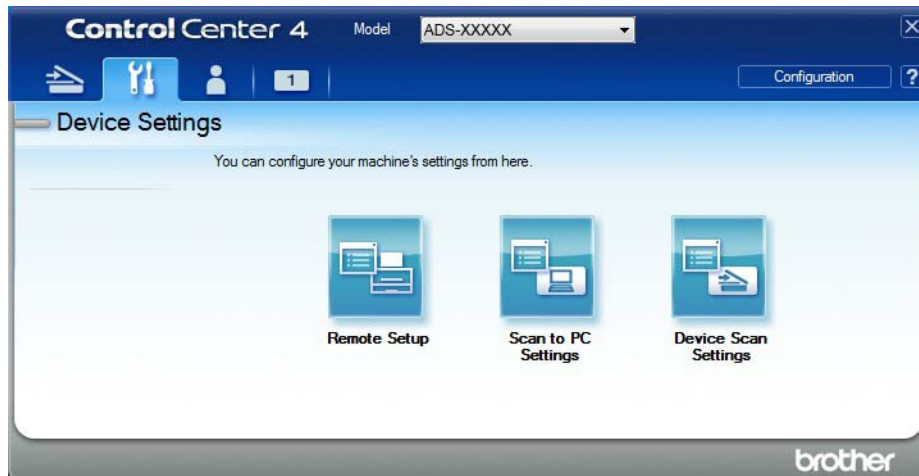 Control Center 4 Model ADS-XXXXX X
1 Configuration ?
Device Settings
You can configure your machine's settings from here.
Remote Setup
Scan to PC
Settings
Device Scan
Settings
brother